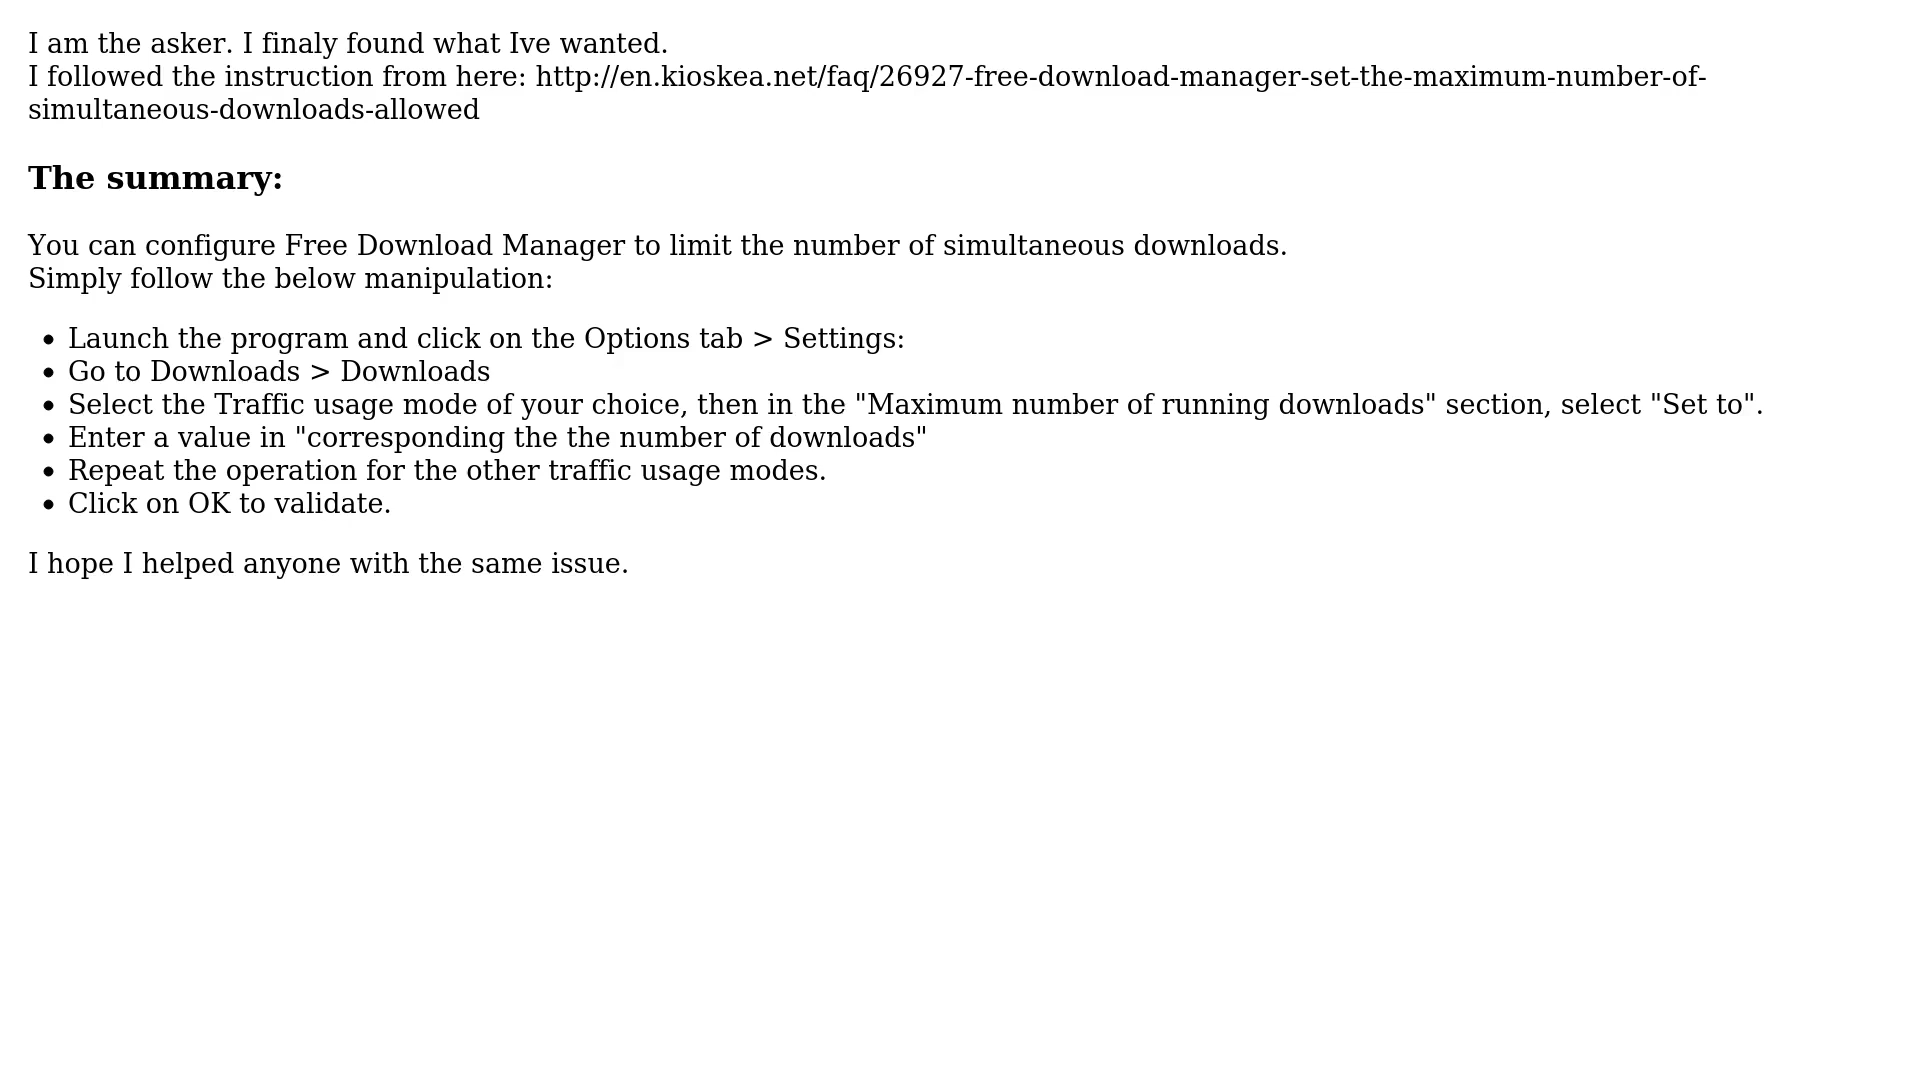 I am the asker. I finaly found what Ive wanted.
I followed the instruction from here: http://en.kioskea.net/faq/26927-free-download-manager-set-the-maximum-number-of-
simultaneous-downloads-allowed
The summary:
You can configure Free Download Manager to limit the number of simultaneous downloads.
Simply follow the below manipulation:
• Launch the program and click on the Options tab > Settings:
• Go to Downloads > Downloads
• Select the Traffic usage mode of your choice, then in the "Maximum number of running downloads" section, select "Set to".
• Enter a value in "corresponding the the number of downloads"
• Repeat the operation for the other traffic usage modes.
• Click on OK to validate.
I hope I helped anyone with the same issue.